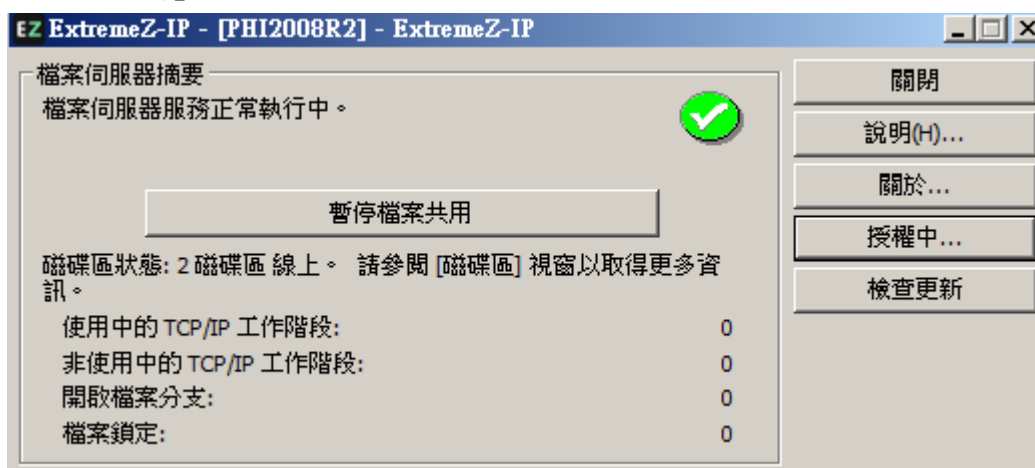 EZ ExtremeZ-IP - [PHI2008R2] - ExtremeZ-IP
檔案伺服器摘要
檔案伺服器服務正常執行中。
暫停檔案共用
磁碟區狀態: 2 磁碟區 線上。 請參閱 [磁碟區] 視窗以取得更多資
訊。
使用中的 TCP/IP 工作階段: 0
非使用中的 TCP/IP 工作階段: 0
開啟檔案分支: 0
檔案鎖定: 0
關閉
說明(H)...
關於...
授權中...
檢查更新